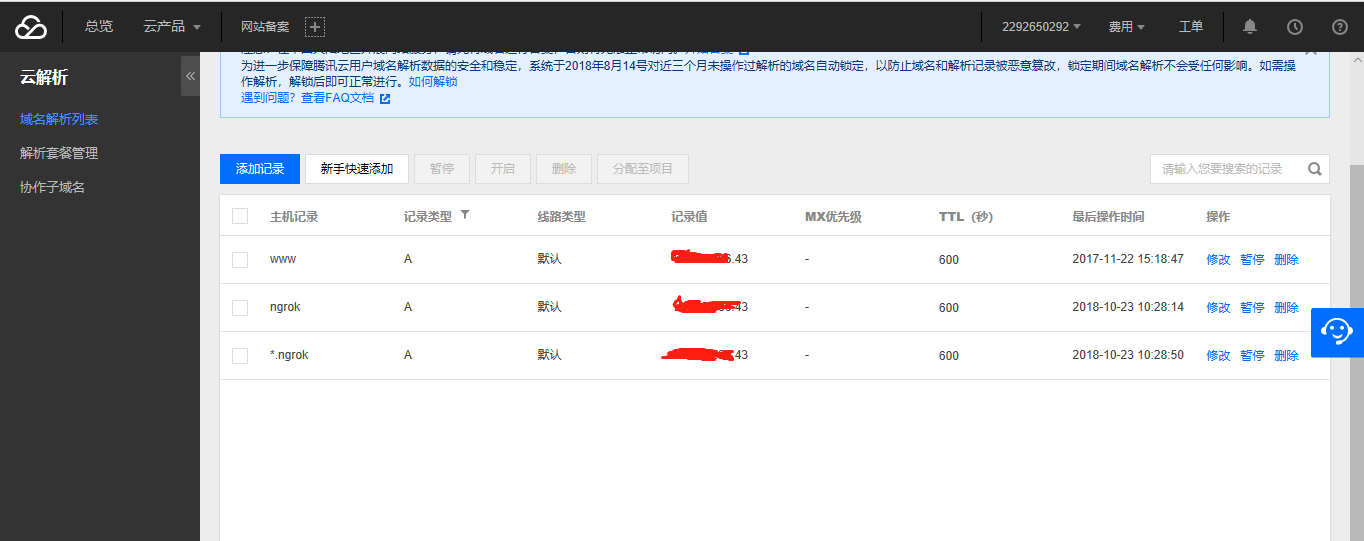 总览 云产品 网站备案 2292650292 费用 工单
云解析
域名解析列表
解析套餐管理
协作子域名
为进一步保障腾讯云用户域名解析数据的安全和稳定，系统于2018年8月14号对近三个月未操作过解析的域名自动锁定，以防止域名和解析记录被恶意篡改，锁定期间域名解析不会受任何影响。如需操
作解析，解锁后即可正常进行。如何解锁
遇到问题？查看FAQ文档
添加记录 新手快速添加 暂停 开启 删除 分配至项目 请输入您要搜索的记录
主机记录 记录类型 线路类型 记录值 MX优先级 TTL（秒） 最后操作时间 操作
www A 默认 .43 - 600 2017-11-22 15:18:47 修改 暂停 删除
ngrok A 默认 .43 - 600 2018-10-23 10:28:14 修改 暂停 删除
*.ngrok A 默认 43 - 600 2018-10-23 10:28:50 修改 暂停 删除